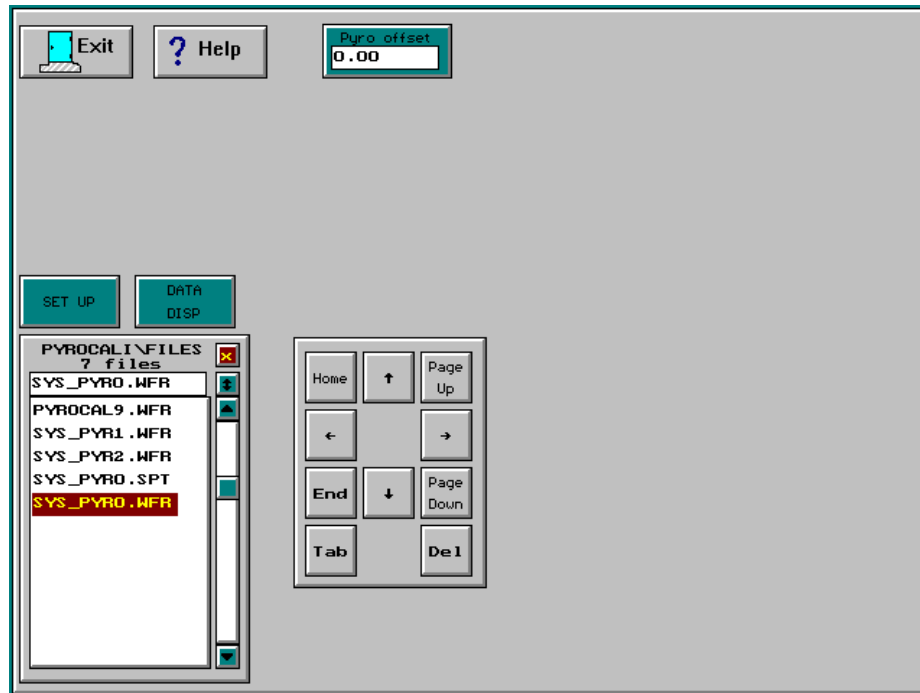 Exit
? Help
Pyro offset
0.00
SET UP
DATA
DISP
PYROCALI\FILES
7 files
SYS_PYRO.WFR
PYROCAL9.WFR
SYS_PYR1.WFR
SYS_PYR2.WFR
SYS_PYRO.SPT
SYS_PYRO.WFR
Home
↑
Page
Up
←
→
End
↓
Page
Down
Tab
Del